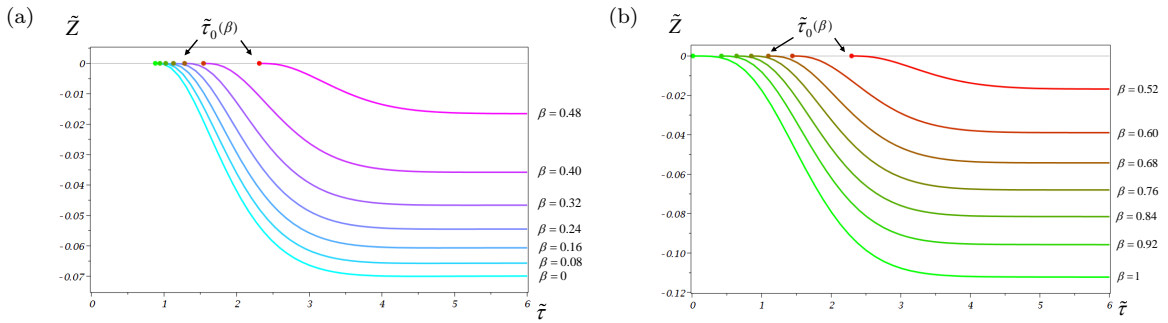 (a)
Z̃
τ̃₀(β)
0
-0.01
-0.02
-0.03
-0.04
-0.05
-0.06
-0.07
β = 0.48
β = 0.40
β = 0.32
β = 0.24
β = 0.16
β = 0.08
β = 0
0 1 2 3 4 5 6
τ̃
(b)
Z̃
τ̃₀(β)
0
-0.02
-0.04
-0.06
-0.08
-0.10
-0.12
β = 0.52
β = 0.60
β = 0.68
β = 0.76
β = 0.84
β = 0.92
β = 1
0 1 2 3 4 5 6
τ̃